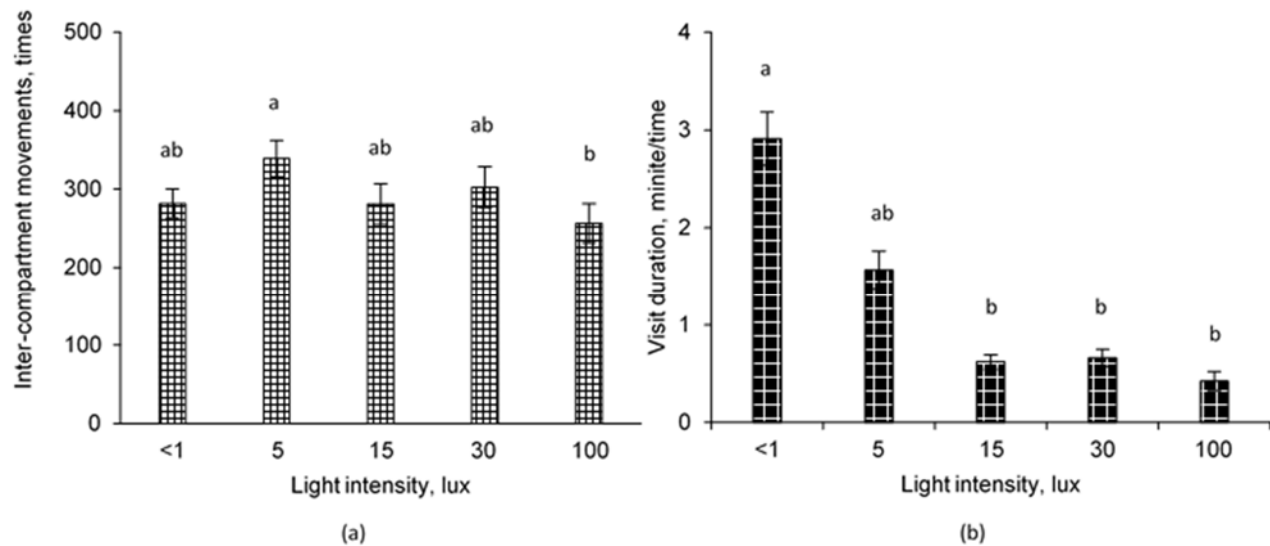 Inter-compartment movements, times
500
400
300
200
100
0
ab
a
ab
ab
b
<1 5 15 30 100
Light intensity, lux
(a)
Visit duration, minite/time
4
3
2
1
0
a
ab
b
b
b
<1 5 15 30 100
Light intensity, lux
(b)